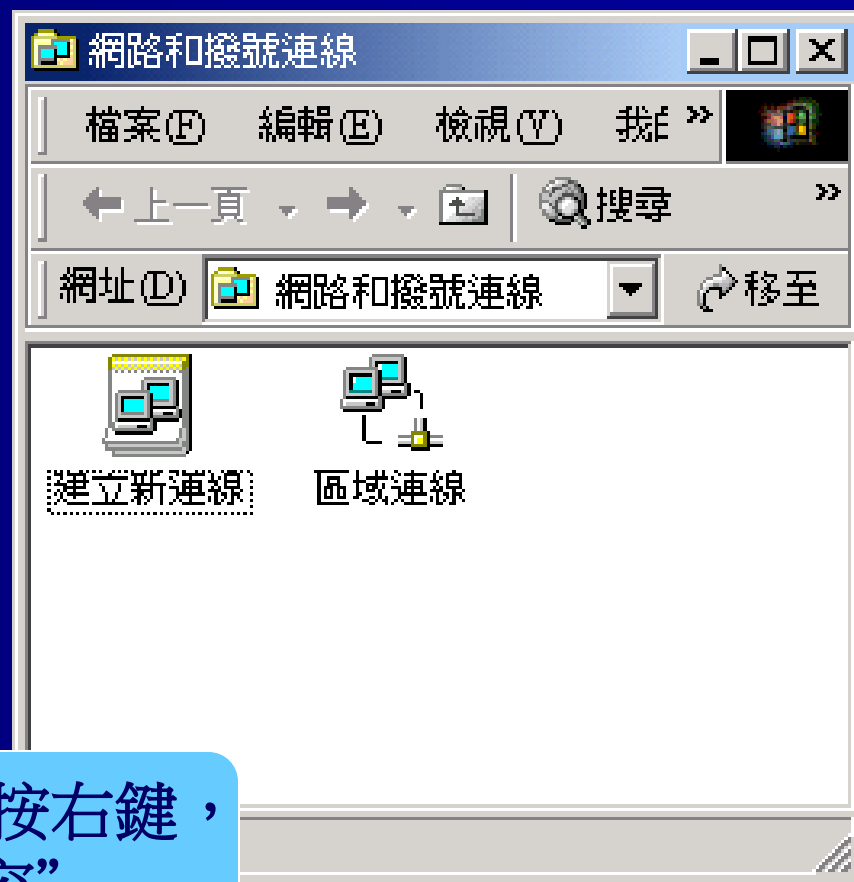 網路和撥號連線
檔案(F) 編輯(E) 檢視(V) 我 »
上一頁 搜尋 »
網址(D) 網路和撥號連線 移至
建立新連線 區域連線
按右鍵，
”